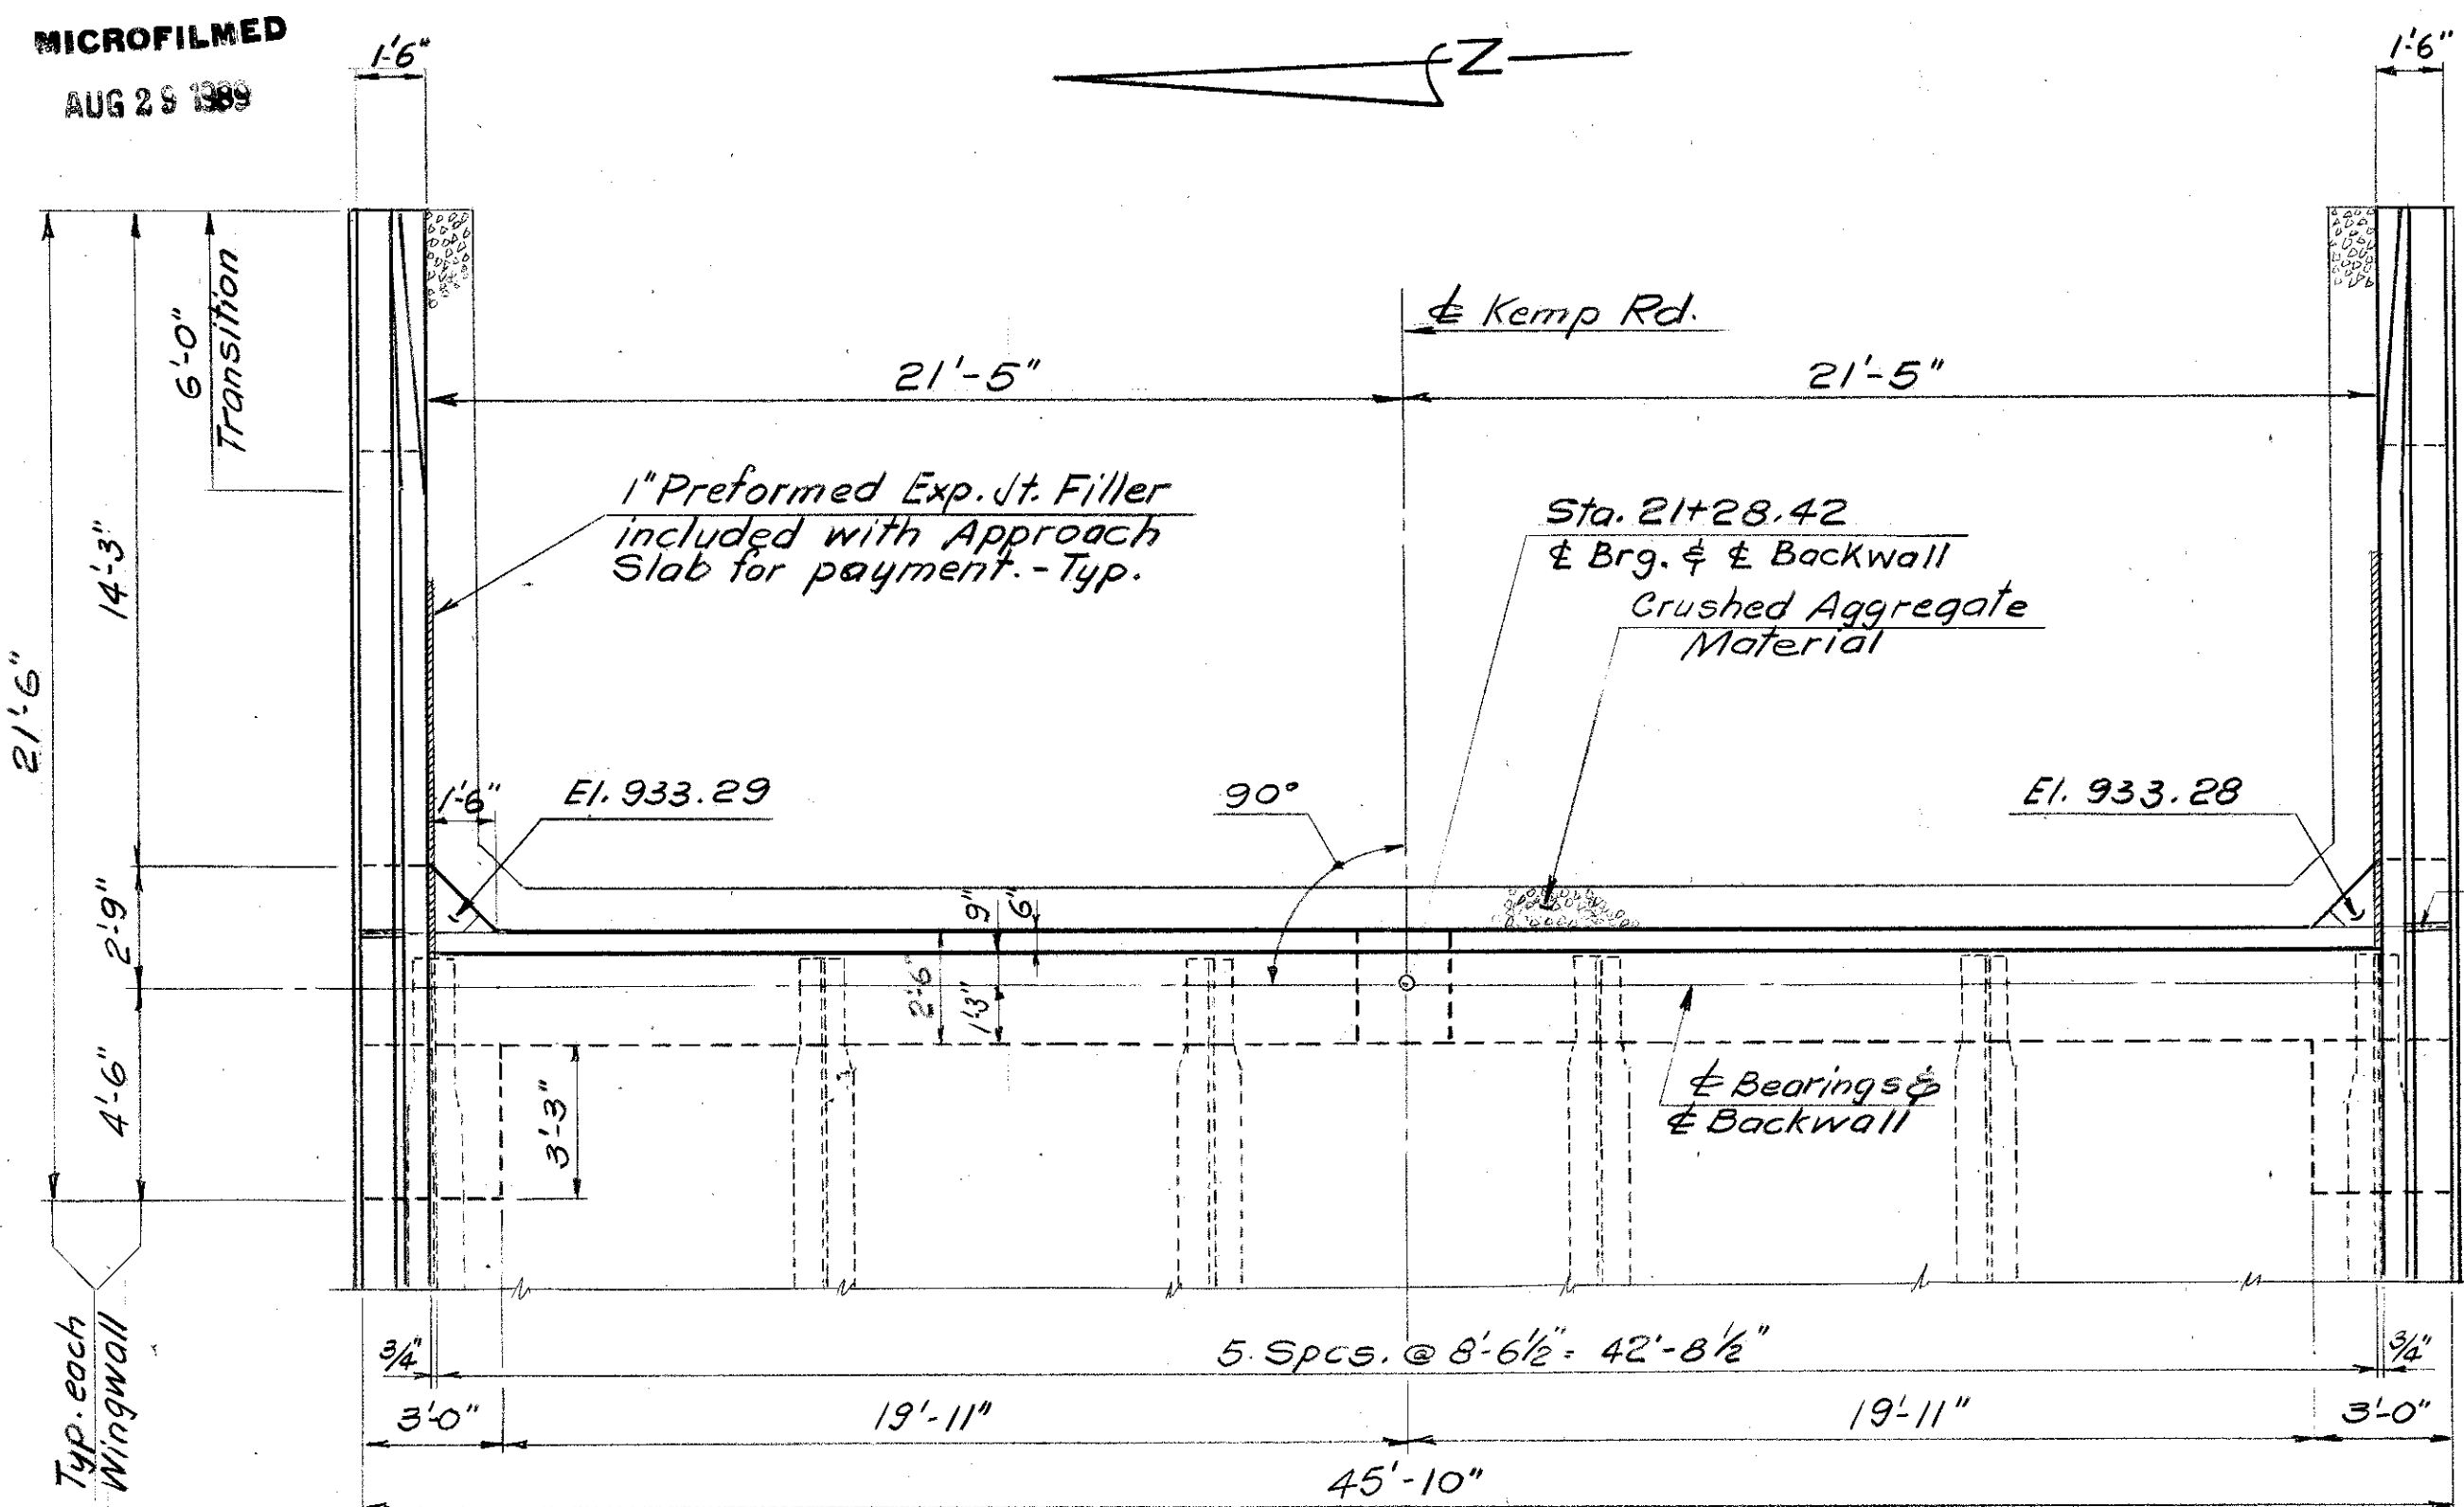 MICROFILMED
AUG 29 1989
1'-6"
N
1'-6"
6'-0"
Transition
14'-3"
21'-6"
2'-9"
4'-6"
Typ. each
Wingwall
℄ Kemp Rd.
21'-5"
21'-5"
1" Preformed Exp. Jt. Filler
included with Approach
Slab for payment. - Typ.
Sta. 21+28.42
℄ Brg. & ℄ Backwall
Crushed Aggregate
Material
1'-6"
El. 933.29
90°
El. 933.28
9"
6"
2'-6"
1'-3"
3'-3"
℄ Bearings &
℄ Backwall
3/4"
5 Spcs. @ 8'-6 1/2" = 42'-8 1/2"
3/4"
3'-0"
19'-11"
19'-11"
3'-0"
45'-10"